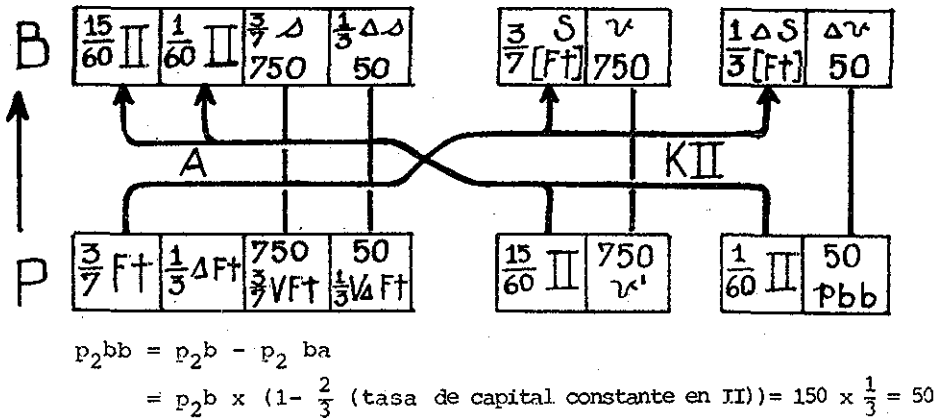 B 15/60 II 1/60 II 3/7 s 750 1/3 Δs 50 3/7 S [Ft] v 750 1/3 ΔS [Ft] Δv 50
A KII
P 3/7 Ft 1/3 ΔFt 750 3/7 VFt 50 1/3 VΔFt 15/60 II 750 v' 1/60 II 50 pbb
p₂bb = p₂b - p₂ ba
= p₂b x (1- 2/3 (tasa de capital constante en II))= 150 x 1/3 = 50